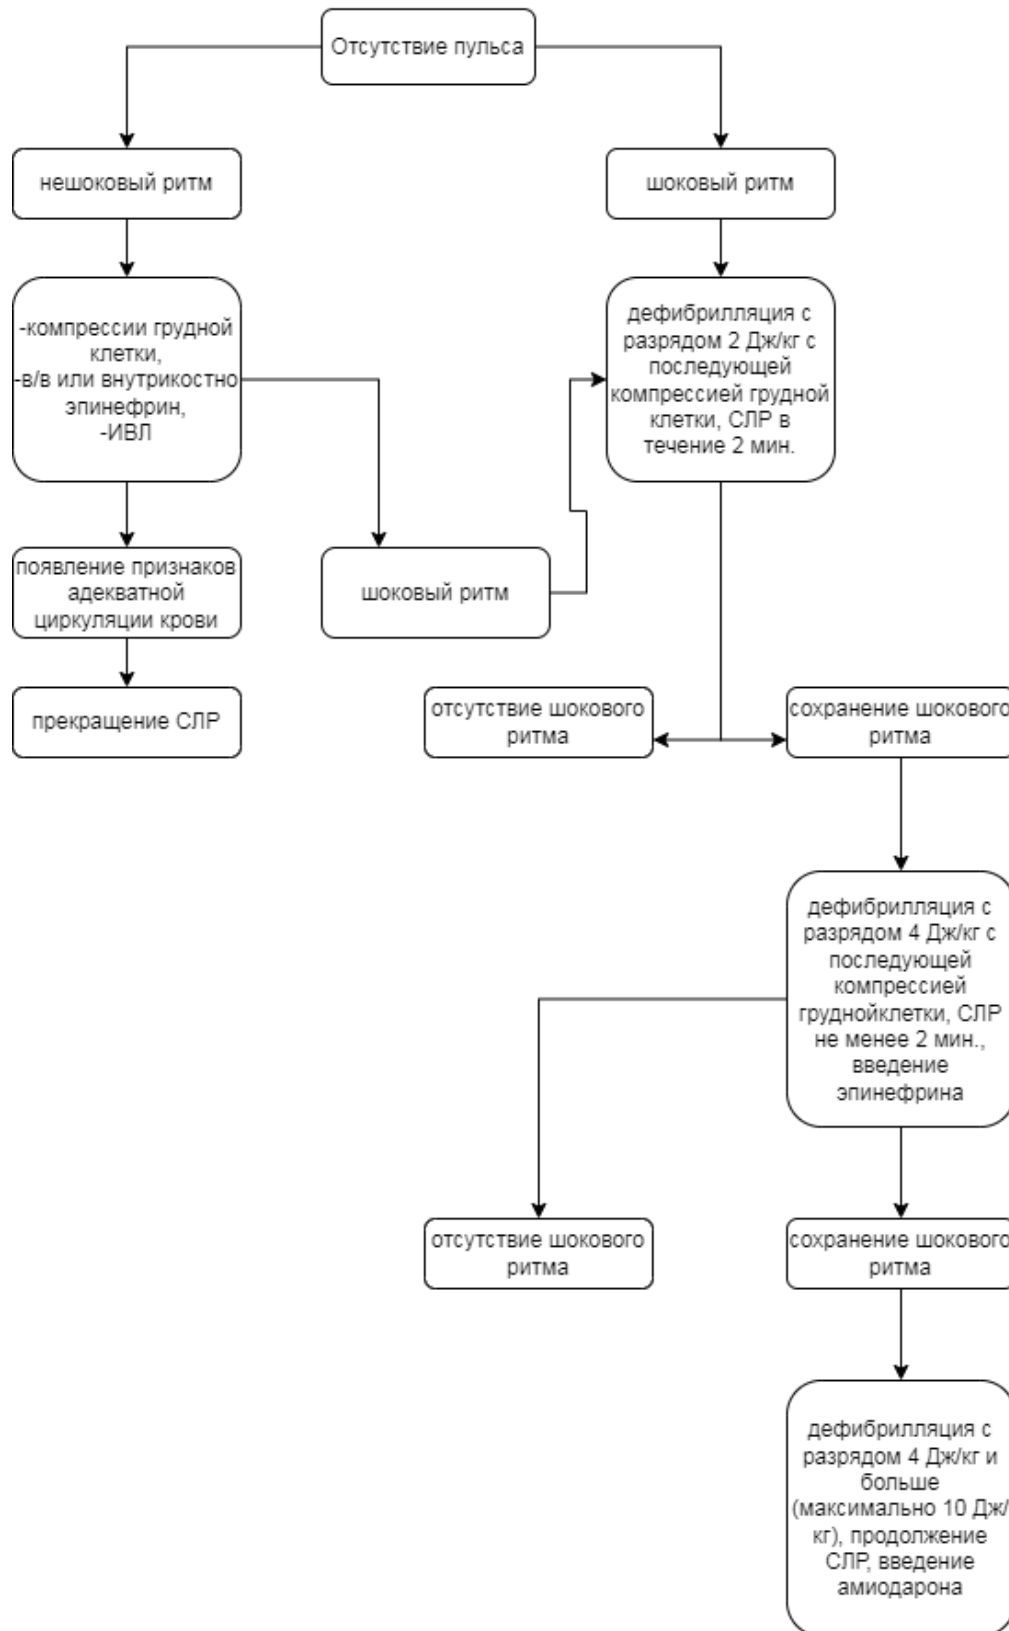 Отсутствие пульса
нешоковый ритм
шоковый ритм
-компрессии грудной
клетки,
-в/в или внутрикостно
эпинефрин,
-ИВЛ
дефибрилляция с
разрядом 2 Дж/кг с
последующей
компрессией грудной
клетки, СЛР в
течение 2 мин.
появление признаков
адекватной
циркуляции крови
шоковый ритм
прекращение СЛР
отсутствие шокового
ритма
сохранение шокового
ритма
дефибрилляция с
разрядом 4 Дж/кг с
последующей
компрессией
груднойклетки, СЛР
не менее 2 мин.,
введение
эпинефрина
отсутствие шокового
ритма
сохранение шокового
ритма
дефибрилляция с
разрядом 4 Дж/кг и
больше
(максимально 10 Дж/
кг), продолжение
СЛР, введение
амиодарона